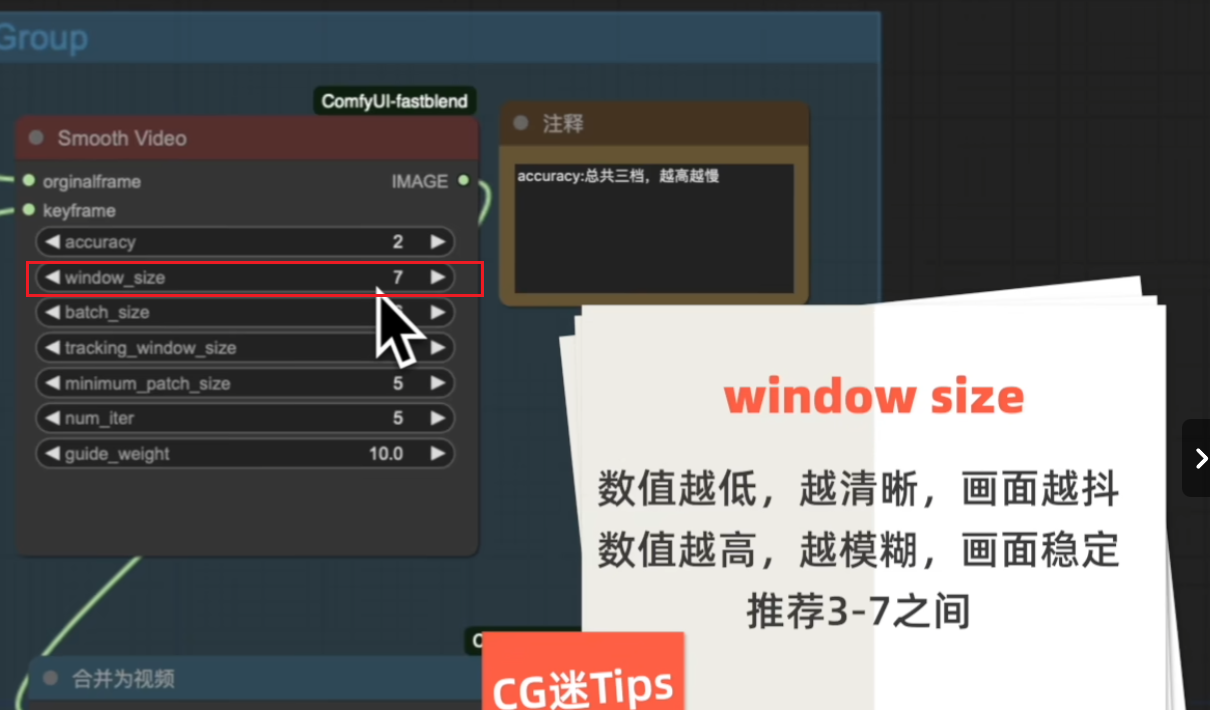 Group
ComfyUI-fastblend
Smooth Video
orginalframe
IMAGE
keyframe
accuracy 2
window_size 7
batch_size
tracking_window_size
minimum_patch_size 5
num_iter 5
guide_weight 10.0
注释
accuracy:总共三档，越高越慢
window size
数值越低，越清晰，画面越抖
数值越高，越模糊，画面稳定
推荐3-7之间
CG迷Tips
合并为视频